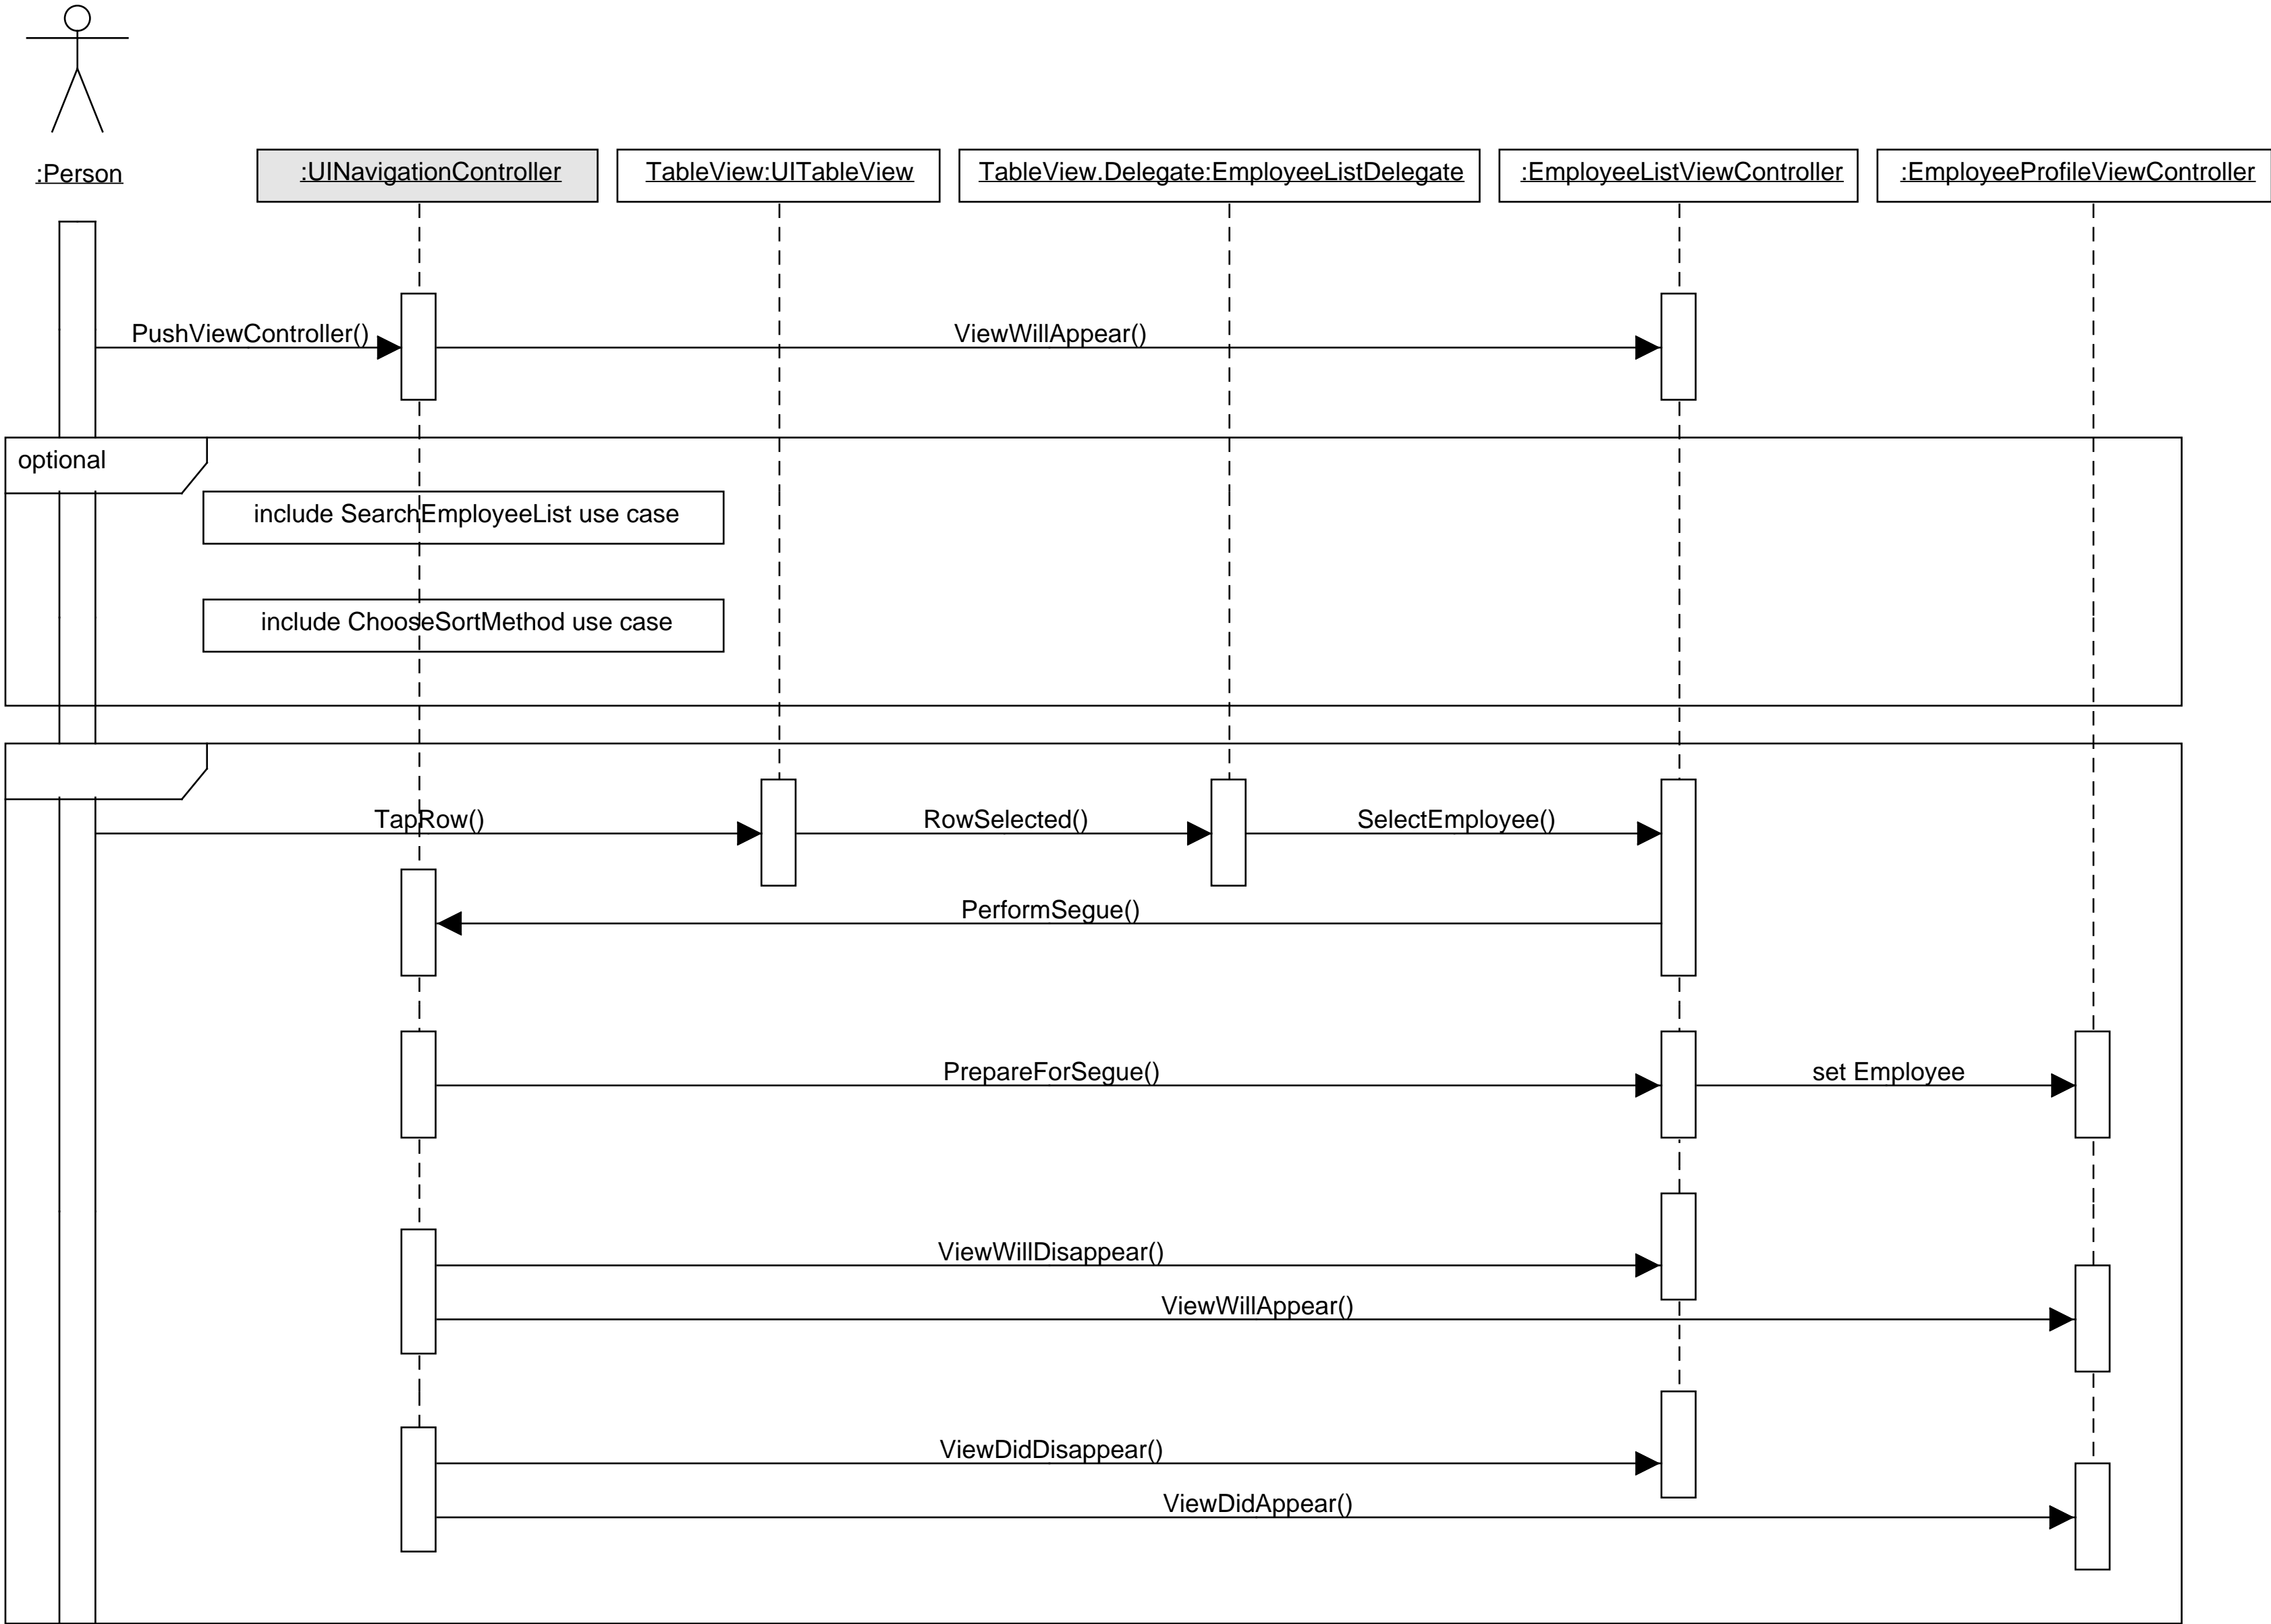 :Person
:UINavigationController
TableView:UITableView
TableView.Delegate:EmployeeListDelegate
:EmployeeListViewController
:EmployeeProfileViewController
PushViewController()
ViewWillAppear()
optional
include SearchEmployeeList use case
include ChooseSortMethod use case
TapRow()
RowSelected()
SelectEmployee()
PerformSegue()
PrepareForSegue()
set Employee
ViewWillDisappear()
ViewWillAppear()
ViewDidDisappear()
ViewDidAppear()